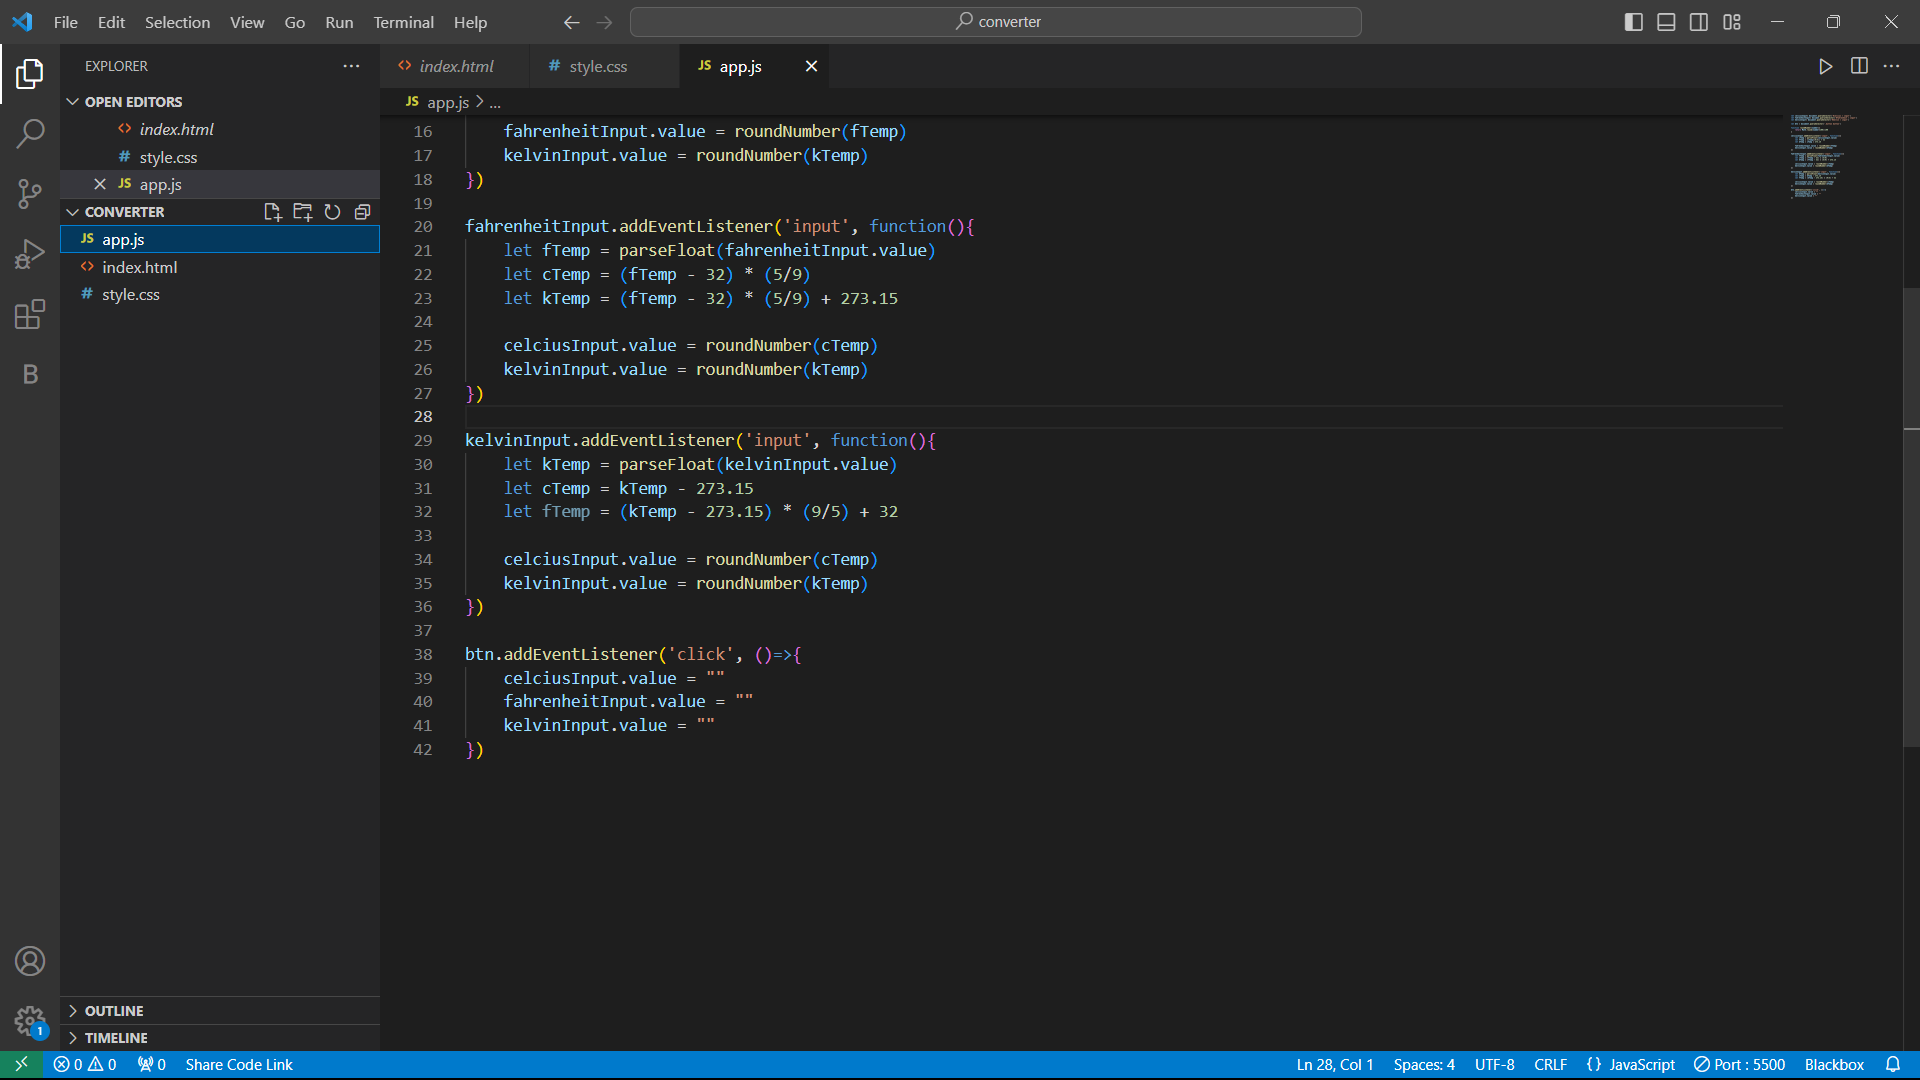 File Edit Selection View Go Run Terminal Help
converter
EXPLORER
OPEN EDITORS
index.html
# style.css
JS app.js
CONVERTER
JS app.js
index.html
# style.css
B
OUTLINE
TIMELINE
1
index.html
# style.css
JS app.js
JS app.js > ...
16 fahrenheitInput.value = roundNumber(fTemp)
17 kelvinInput.value = roundNumber(kTemp)
18 })
19
20 fahrenheitInput.addEventListener('input', function(){
21 let fTemp = parseFloat(fahrenheitInput.value)
22 let cTemp = (fTemp - 32) * (5/9)
23 let kTemp = (fTemp - 32) * (5/9) + 273.15
24
25 celciusInput.value = roundNumber(cTemp)
26 kelvinInput.value = roundNumber(kTemp)
27 })
28
29 kelvinInput.addEventListener('input', function(){
30 let kTemp = parseFloat(kelvinInput.value)
31 let cTemp = kTemp - 273.15
32 let fTemp = (kTemp - 273.15) * (9/5) + 32
33
34 celciusInput.value = roundNumber(cTemp)
35 kelvinInput.value = roundNumber(kTemp)
36 })
37
38 btn.addEventListener('click', ()=>{
39 celciusInput.value = ""
40 fahrenheitInput.value = ""
41 kelvinInput.value = ""
42 })
0 0 0 Share Code Link
Ln 28, Col 1 Spaces: 4 UTF-8 CRLF {} JavaScript Port : 5500 Blackbox